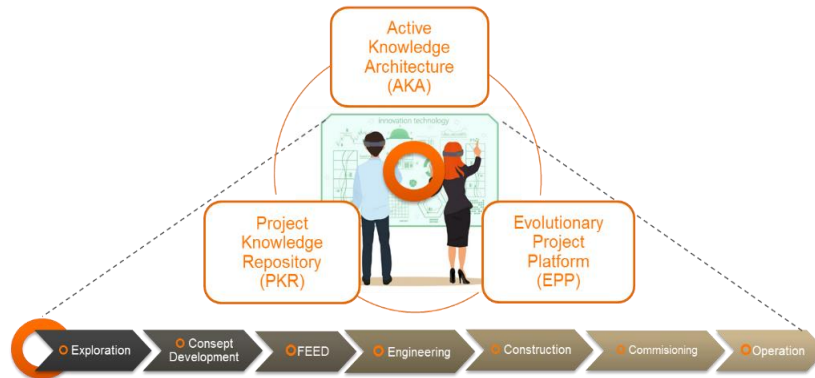 Active
Knowledge
Architecture
(AKA)
innovation technology
Project
Knowledge
Repository
(PKR)
Evolutionary
Project
Platform
(EPP)
Exploration
Consept
Development
FEED
Engineering
Construction
Commisioning
Operation